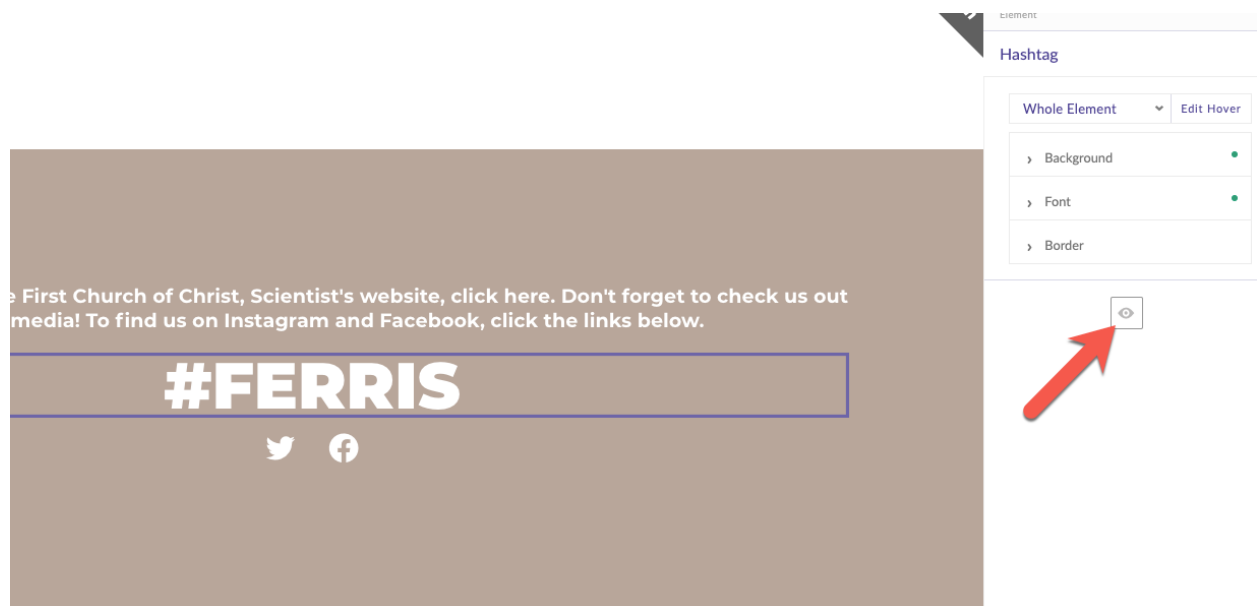 Element
Hashtag
Whole Element
Edit Hover
Background
Font
Border
First Church of Christ, Scientist's website, click here. Don't forget to check us out
media! To find us on Instagram and Facebook, click the links below.
#FERRIS